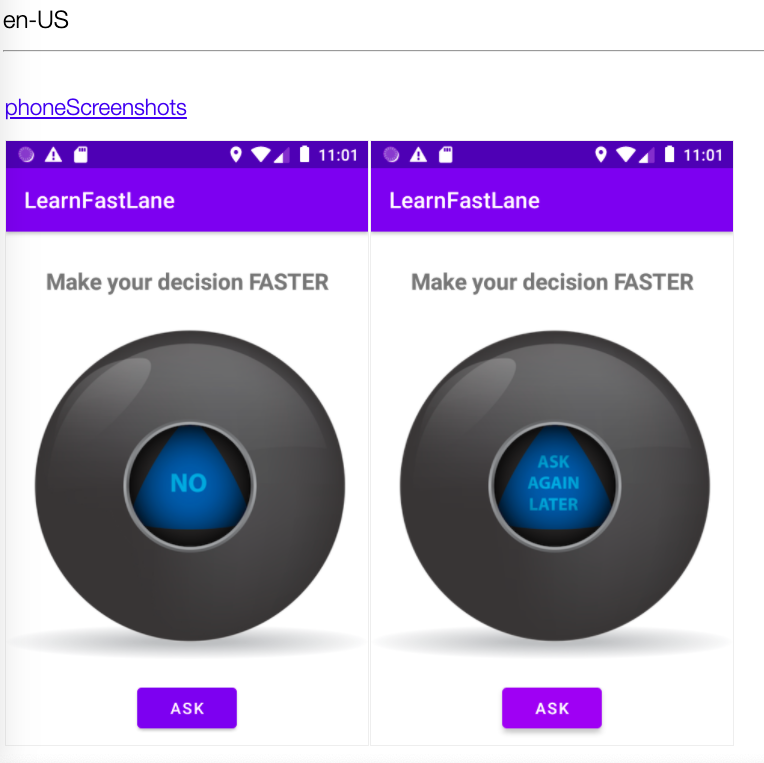 en-US
phoneScreenshots
11:01
LearnFastLane
Make your decision FASTER
NO
ASK
11:01
LearnFastLane
Make your decision FASTER
ASK
AGAIN
LATER
ASK